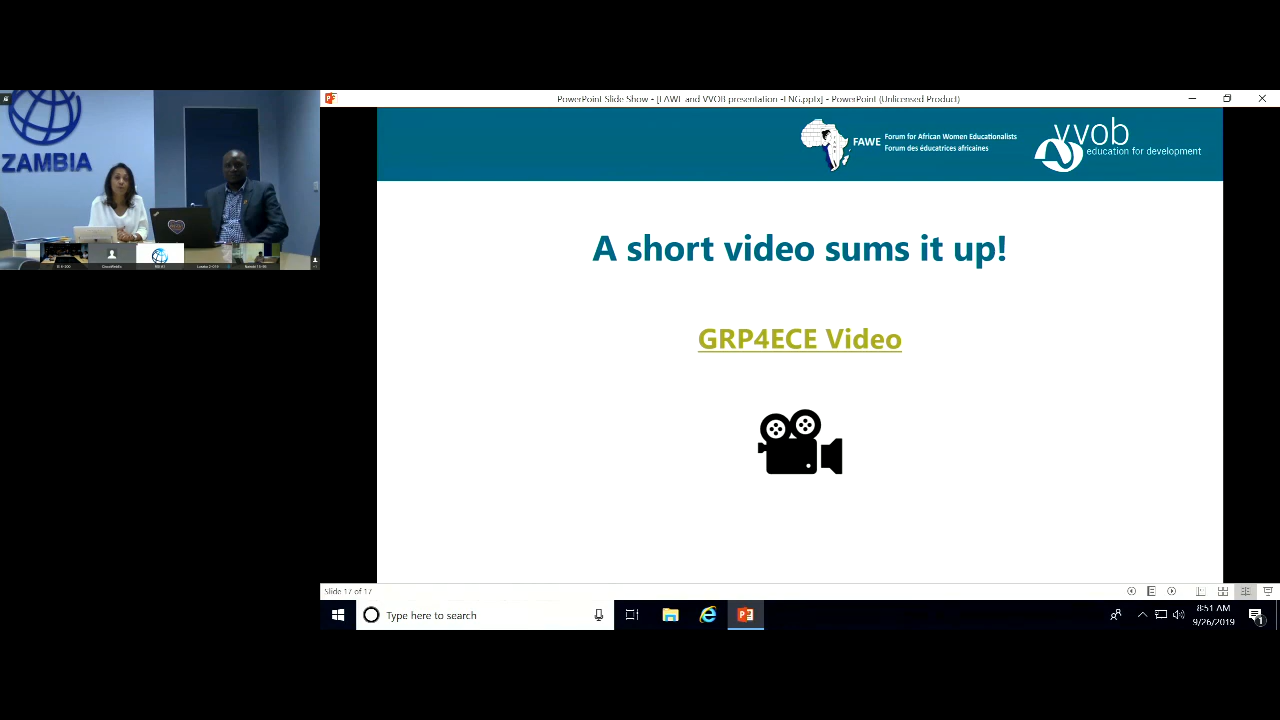 ZAMBIA
PowerPoint Slide Show - [FAWE and VVOB presentation -ENG.pptx] - PowerPoint (Unlicensed Product)
FAWE
Forum for African Women Educationalists
Forum des éducatrices africaines
vvob
education for development
A short video sums it up!
GRP4ECE Video
Slide 17 of 17
Type here to search
8:51 AM
9/26/2019
1